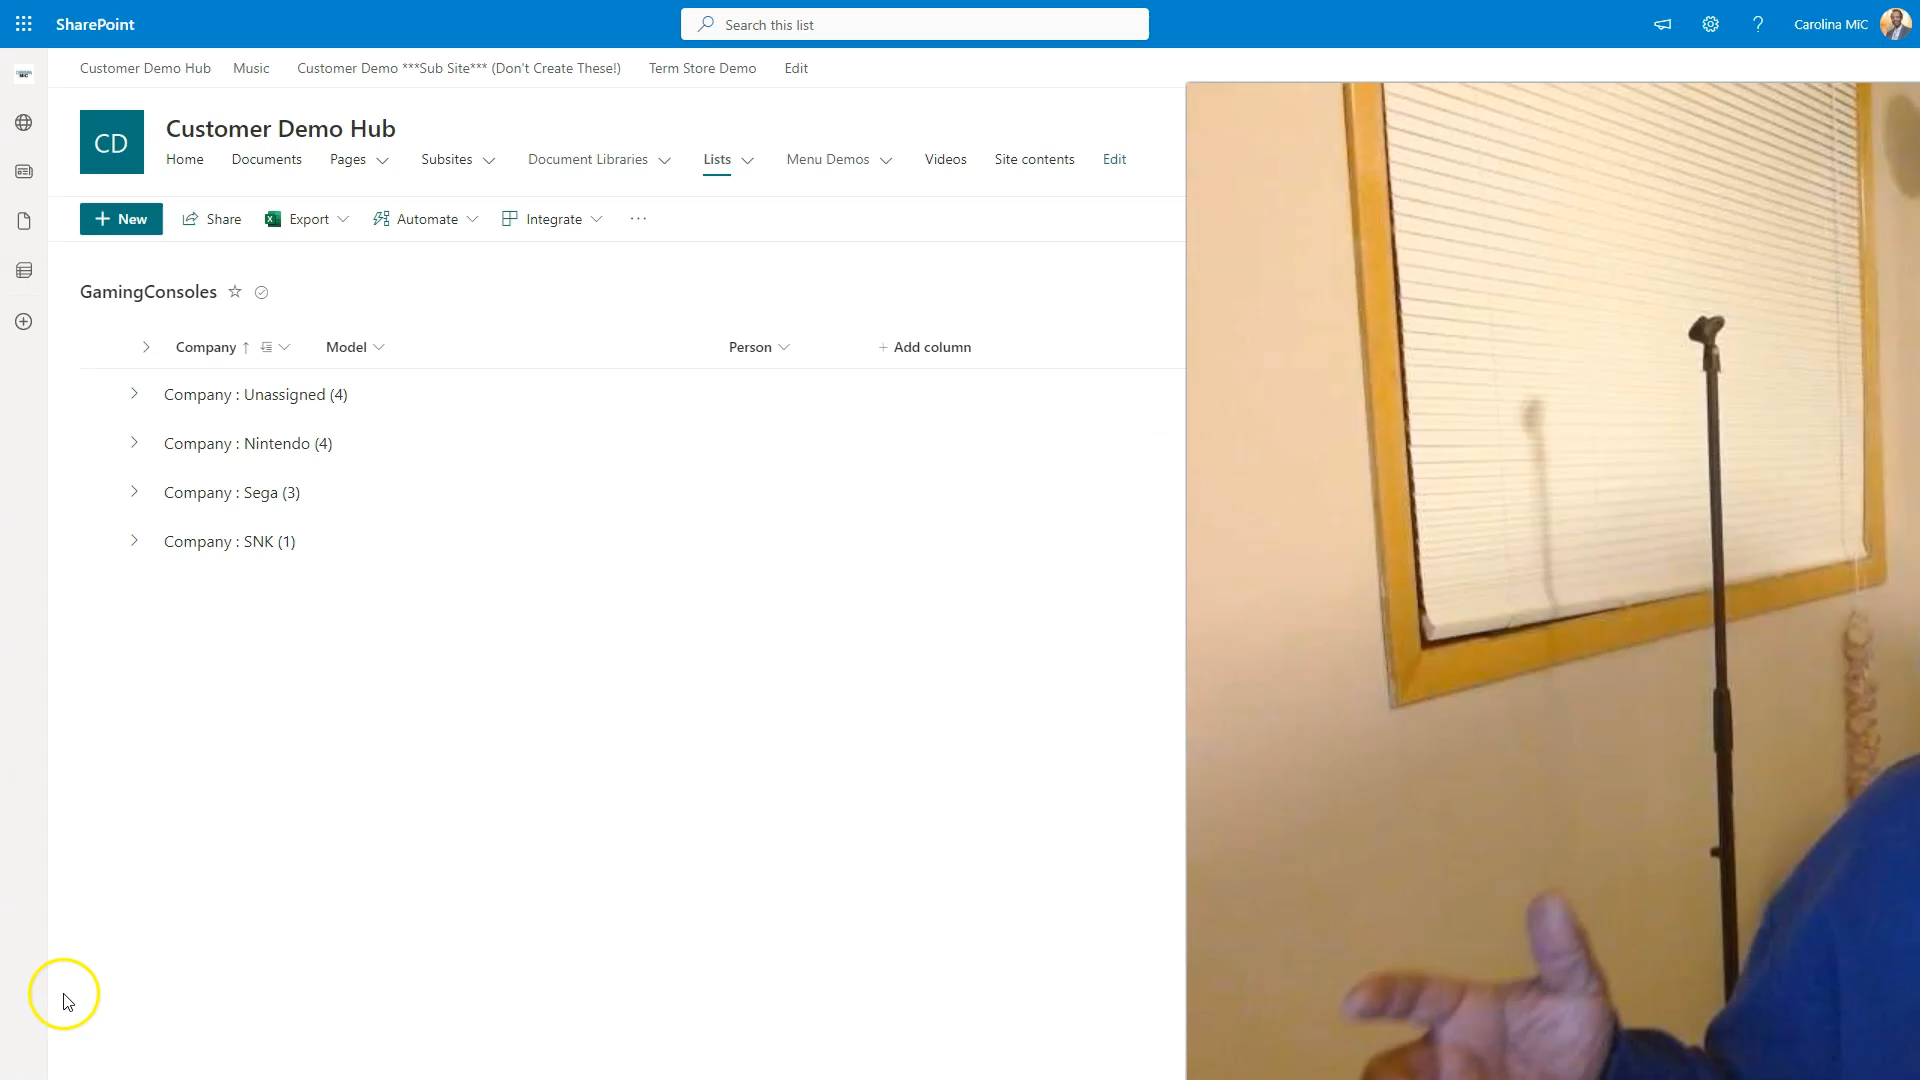 SharePoint
Search this list
Carolina MiC
Customer Demo Hub Music Customer Demo ***Sub Site*** (Don't Create These!) Term Store Demo Edit
CD
Customer Demo Hub
Home Documents Pages Subsites Document Libraries Lists Menu Demos Videos Site contents Edit
New Share Export Automate Integrate
GamingConsoles
Company Model Person + Add column
Company : Unassigned (4)
Company : Nintendo (4)
Company : Sega (3)
Company : SNK (1)